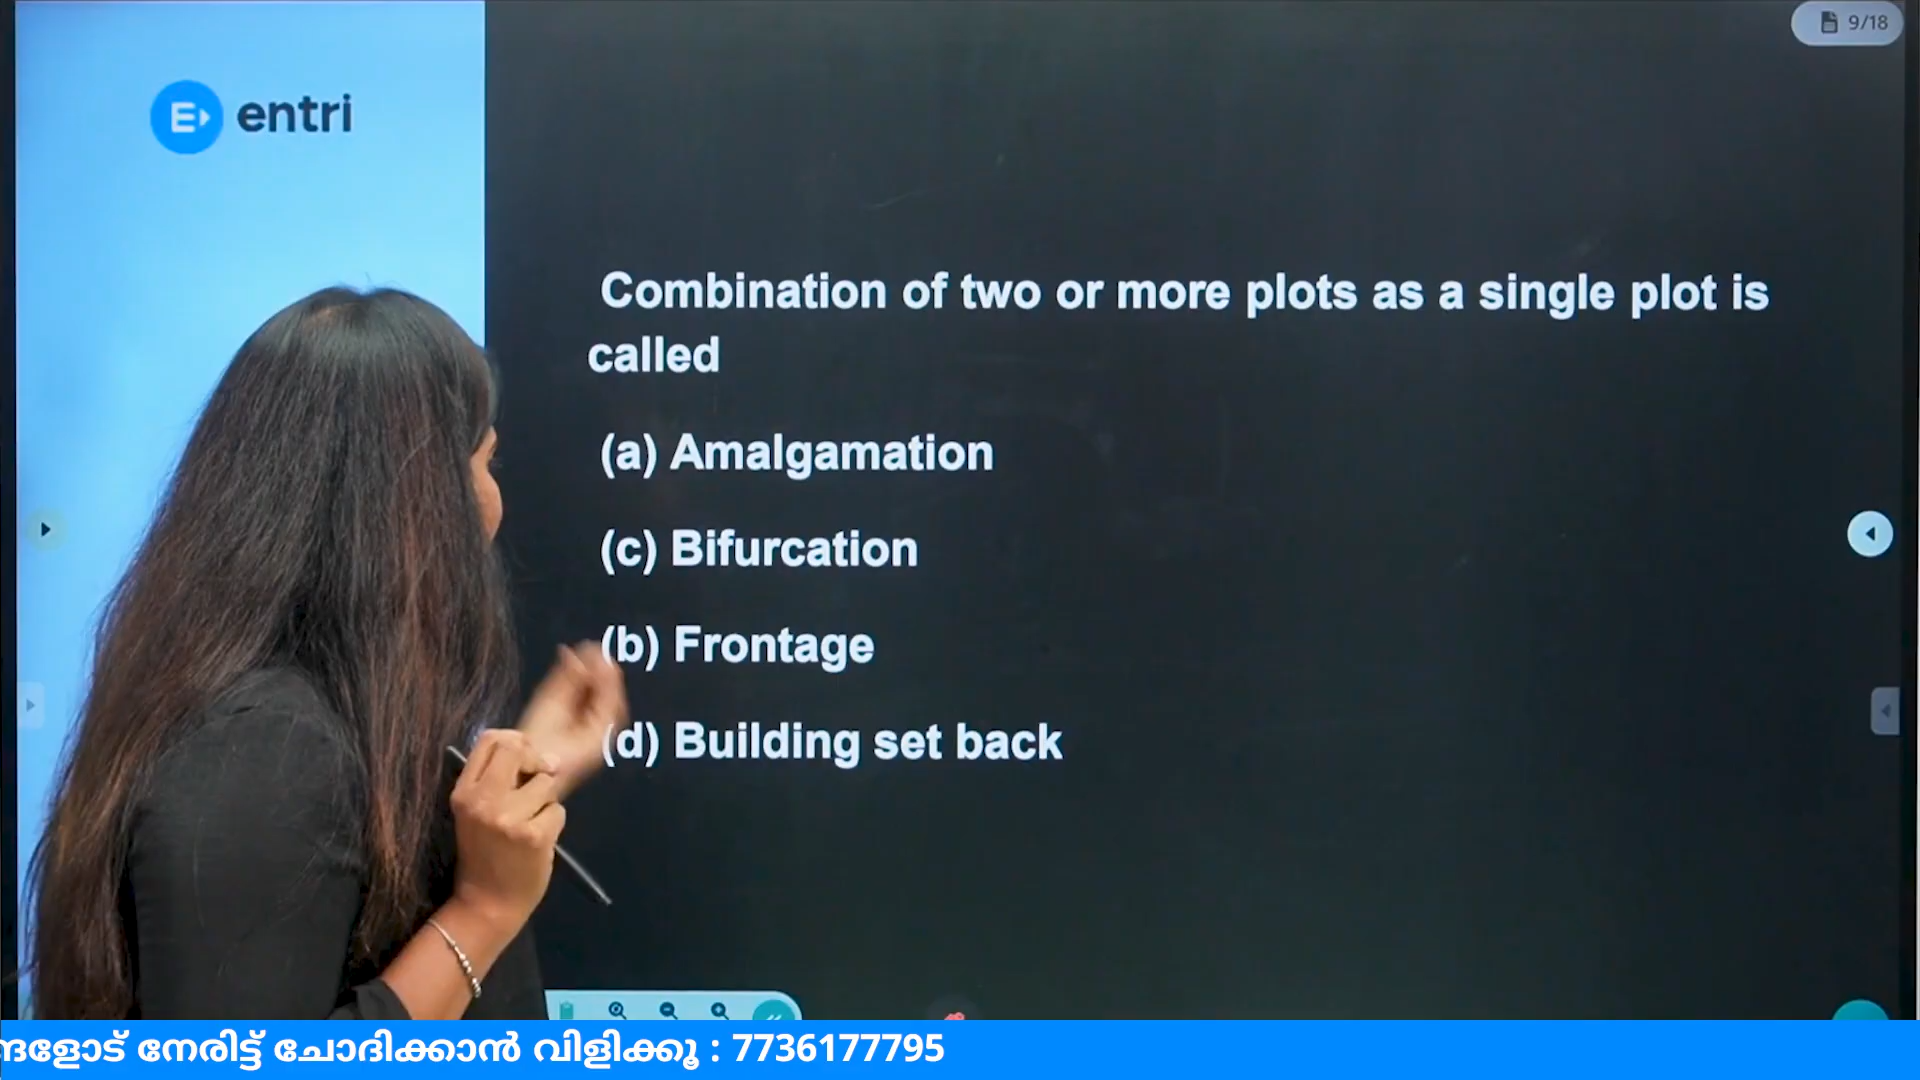 9/18
entri
Combination of two or more plots as a single plot is
called
(a) Amalgamation
(c) Bifurcation
(b) Frontage
(d) Building set back
ങളോട് നേരിട്ട് ചോദിക്കാൻ വിളിക്കൂ : 7736177795